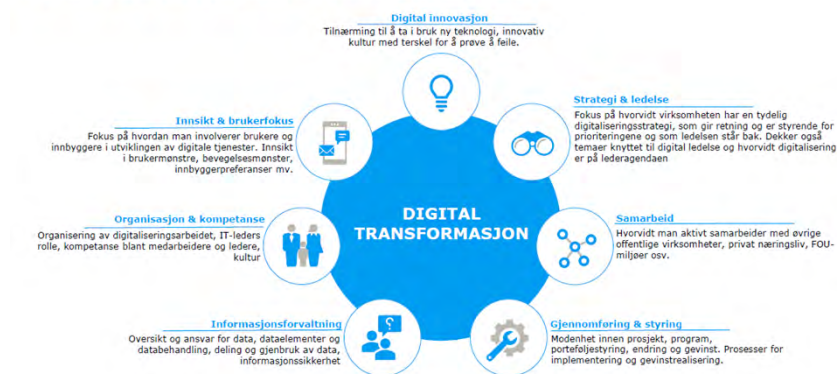 Digital innovasjon
Tilnærming til å ta i bruk ny teknologi, innovativ
kultur med terskel for å prøve å feile.
Strategi & ledelse
Fokus på hvorvidt virksomheten har en tydelig
digitaliseringsstrategi, som gir retning og er styrende for
prioriteringene og som ledelsen står bak. Dekker også
temaer knyttet til digital ledelse og hvorvidt digitalisering
er på lederagendaen
Innsikt & brukerfokus
Fokus på hvordan man involverer brukere og
innbyggere i utviklingen av digitale tjenester. Innsikt
i brukermønstre, bevegelsesmønster,
innbyggerpreferanser mv.
DIGITAL
TRANSFORMASJON
Samarbeid
Hvorvidt man aktivt samarbeider med øvrige
offentlige virksomheter, privat næringsliv, FOU-
miljøer osv.
Organisasjon & kompetanse
Organisering av digitaliseringsarbeidet, IT-leders
rolle, kompetanse blant medarbeidere og ledere,
kultur
Gjennomføring & styring
Modenhet innen prosjekt, program,
porteføljestyring, endring og gevinst. Prosesser for
implementering og gevinstrealisering.
Informasjonsforvaltning
Oversikt og ansvar for data, dataelementer og
databehandling, deling og gjenbruk av data,
informasjonssikkerhet
?